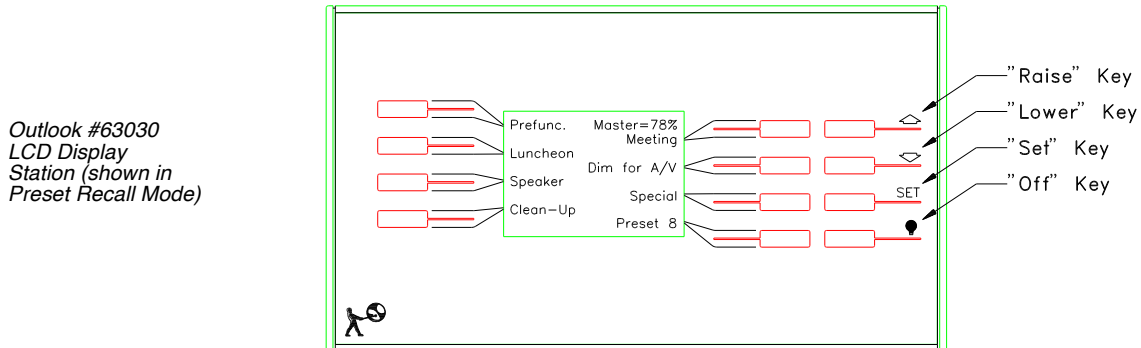 Outlook #63030
LCD Display
Station (shown in
Preset Recall Mode)
Prefunc.
Luncheon
Speaker
Clean-Up
Master=78%
Meeting
Dim for A/V
Special
Preset 8
SET
"Raise" Key
"Lower" Key
"Set" Key
"Off" Key